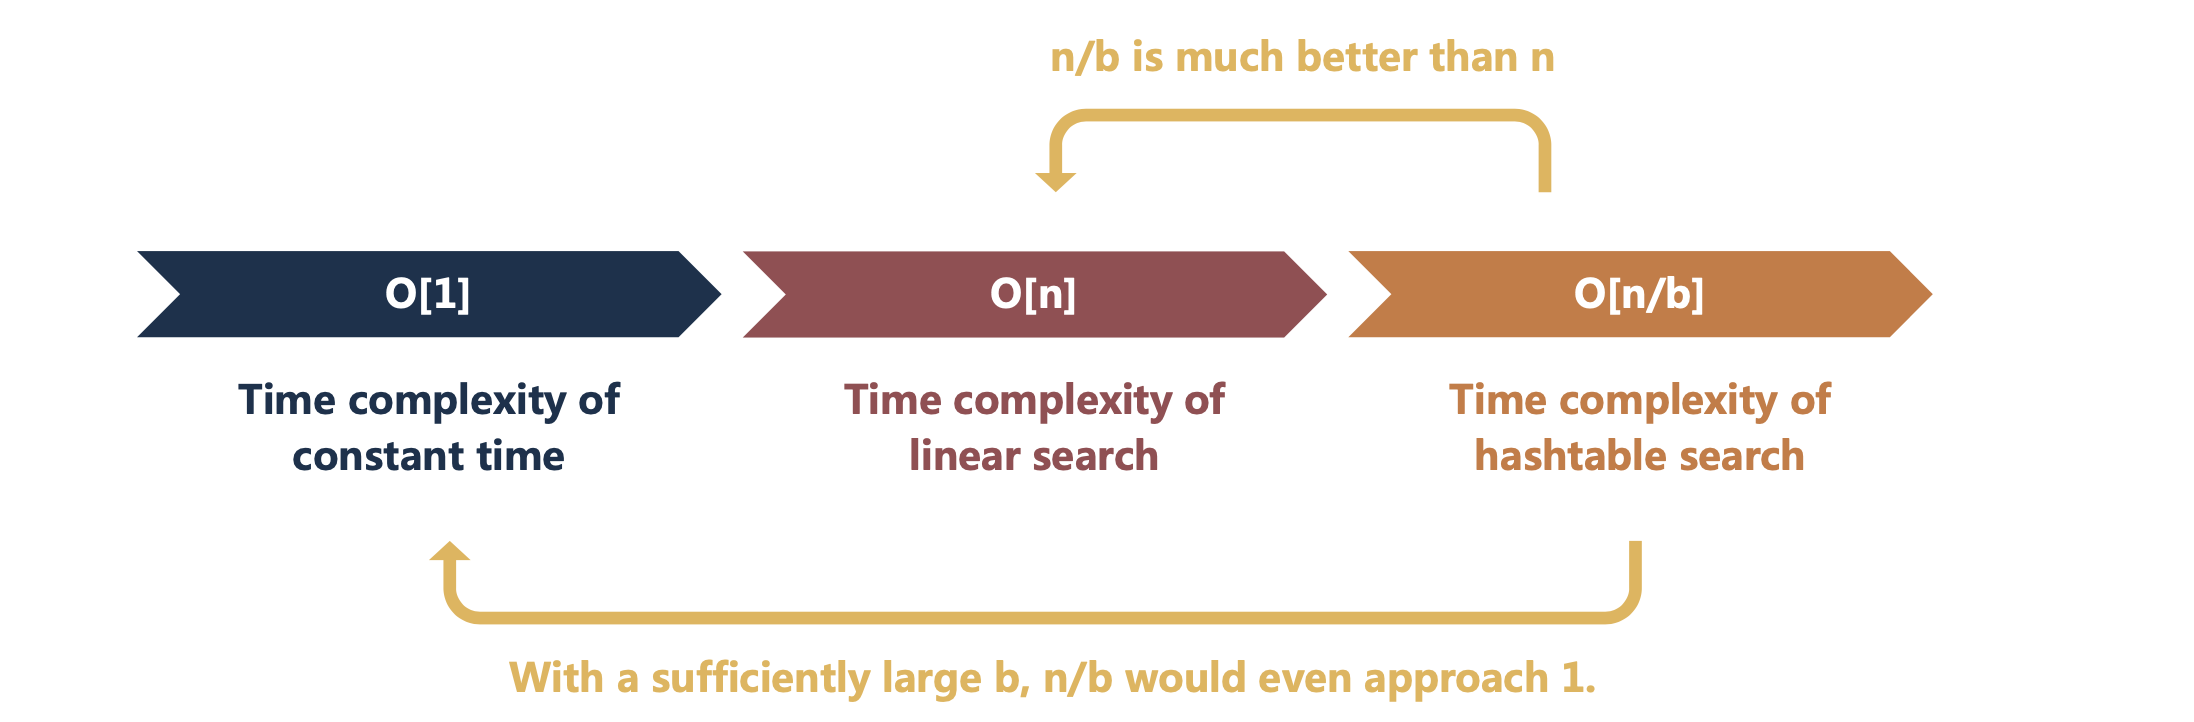 n/b is much better than n
O[1]
O[n]
O[n/b]
Time complexity of
constant time
Time complexity of
linear search
Time complexity of
hashtable search
With a sufficiently large b, n/b would even approach 1.